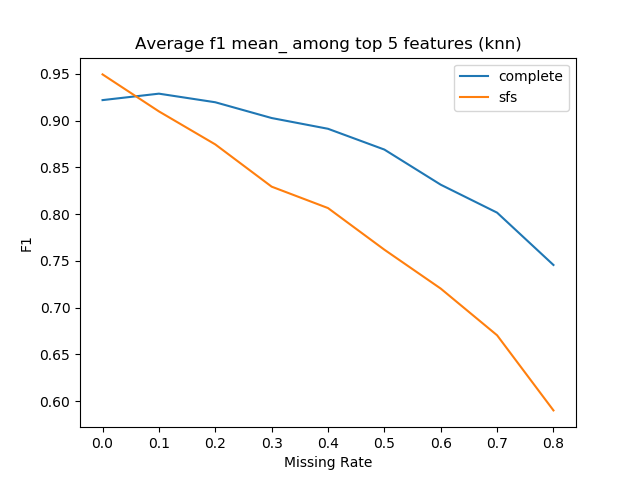 Average f1 mean_ among top 5 features (knn)
complete
sfs
0.95
0.90
0.85
0.80
0.75
0.70
0.65
0.60
F1
0.0 0.1 0.2 0.3 0.4 0.5 0.6 0.7 0.8
Missing Rate